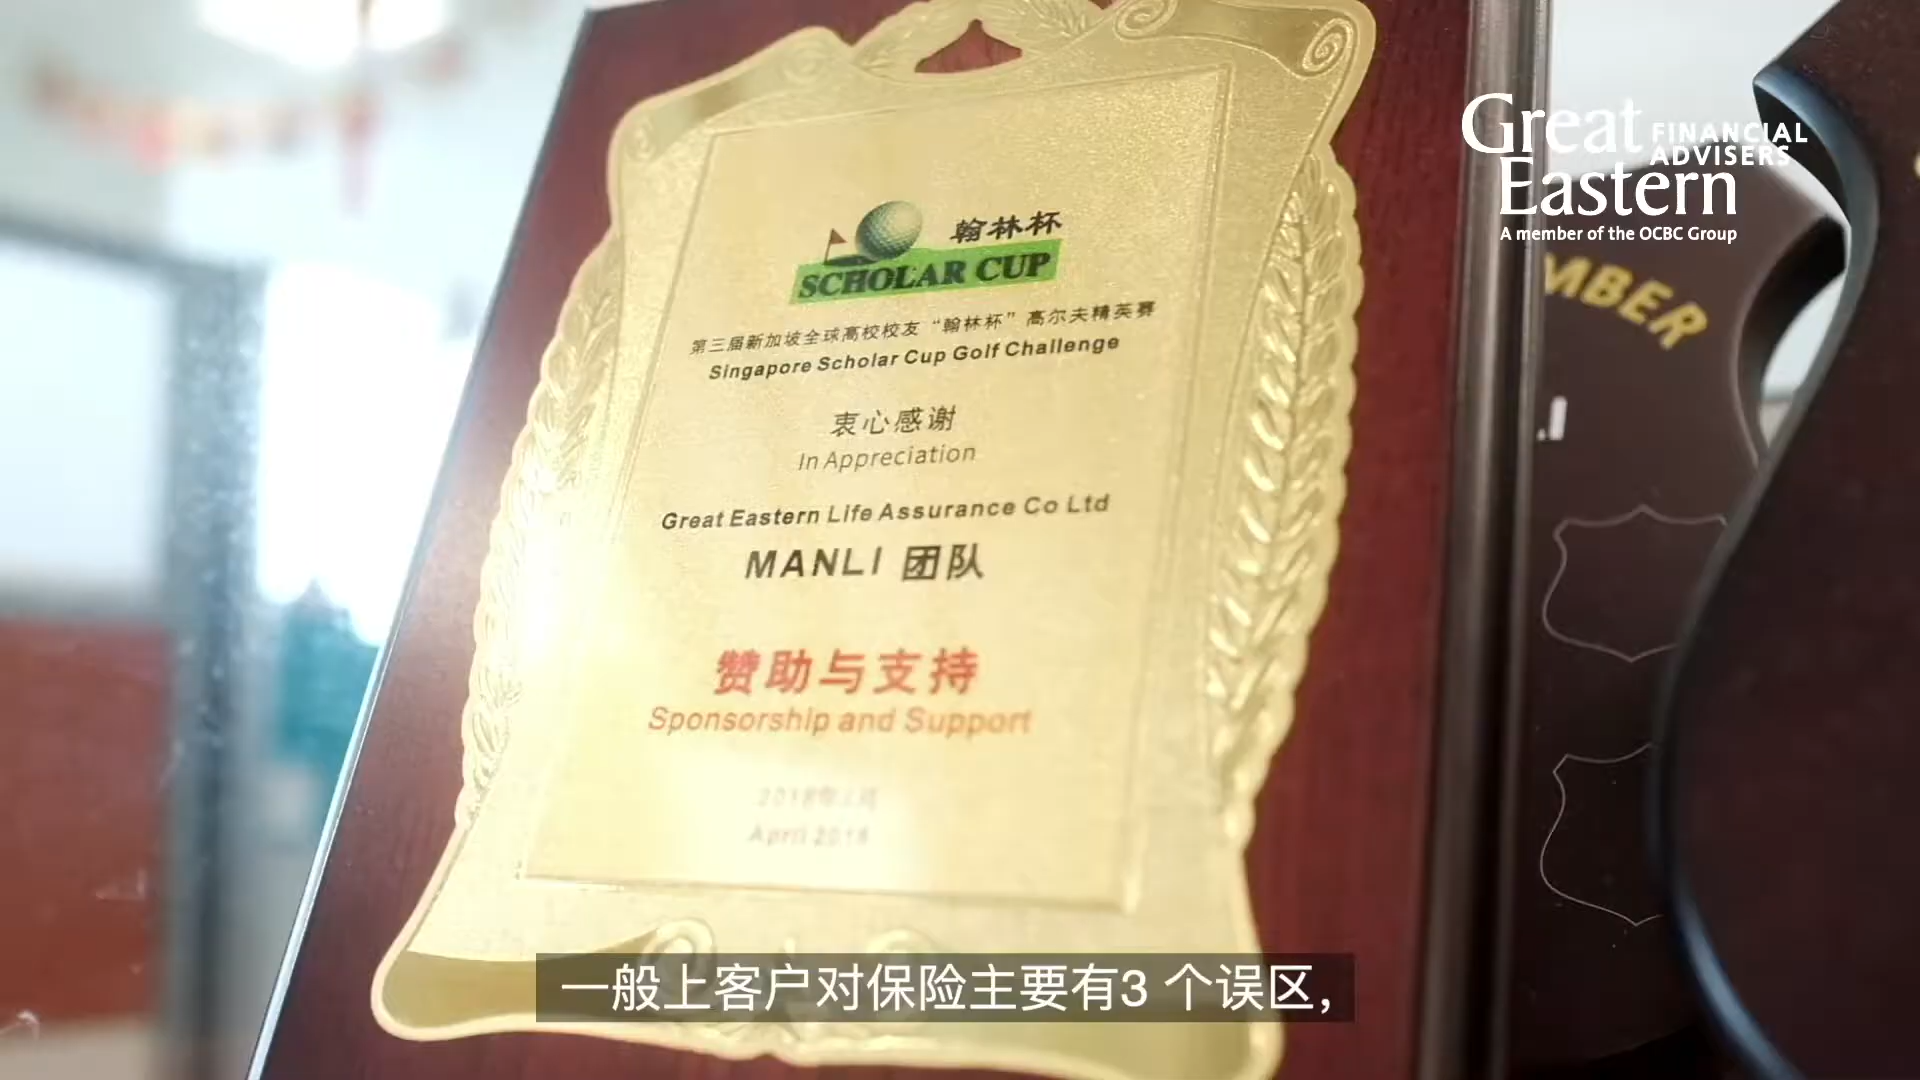 Great
FINANCIAL
ADVISERS
Eastern
A member of the OCBC Group
翰林杯
SCHOLAR CUP
第三届新加坡全球高校校友“翰林杯”高尔夫精英赛
Singapore Scholar Cup Golf Challenge
衷心感谢
In Appreciation
Great Eastern Life Assurance Co Ltd
MANLI 团队
赞助与支持
Sponsorship and Support
April 2018
MBER
一般上客户对保险主要有3 个误区,